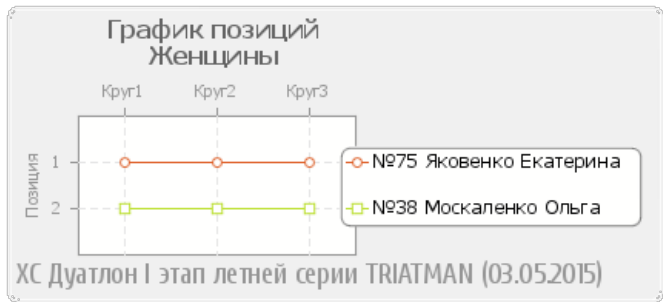 График позиций
Женщины
Круг1 Круг2 Круг3
Позиция
1
2
№75 Яковенко Екатерина
№38 Москаленко Ольга
XC Дуатлон I этап летней серии TRIATMAN (03.05.2015)